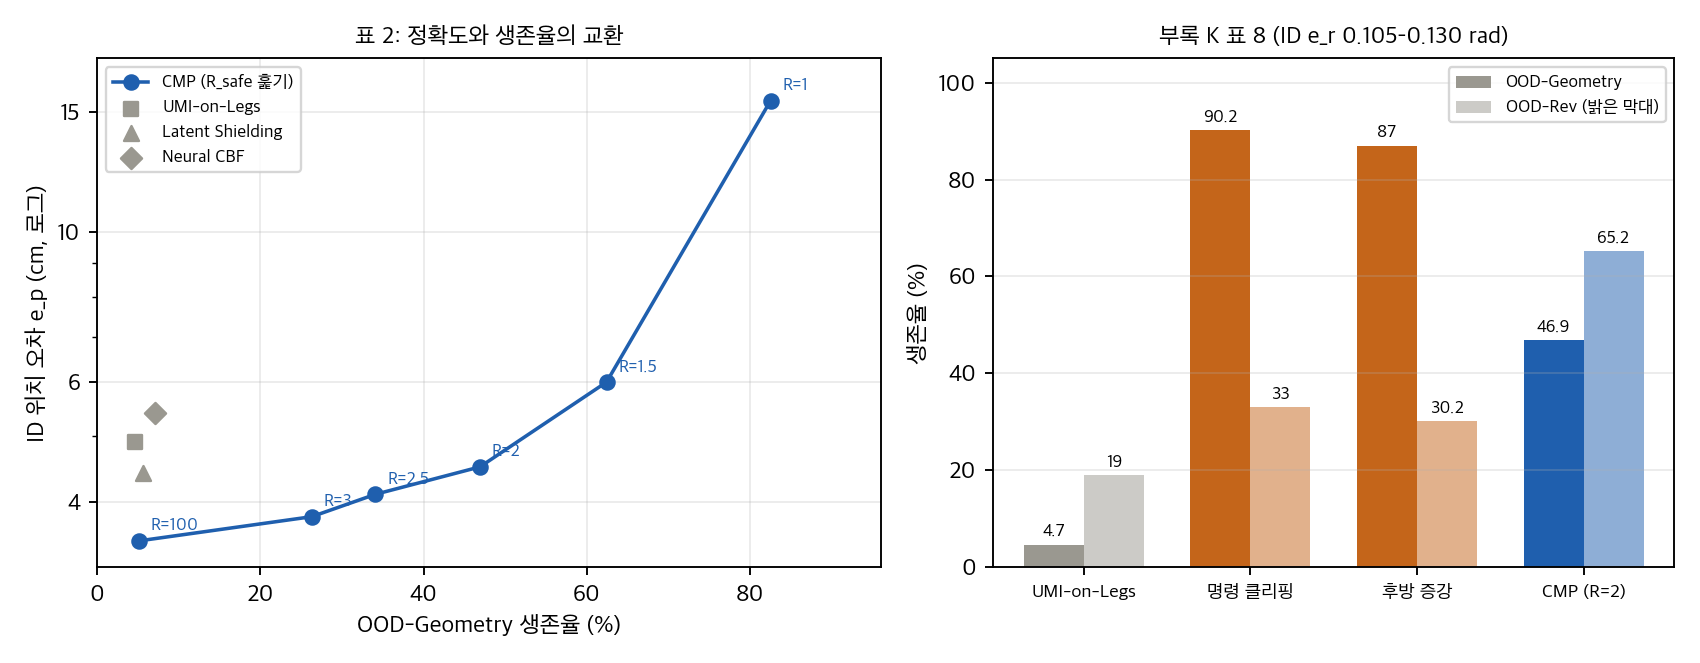 표 2: 정확도와 생존율의 교환
CMP (R_safe 훑기)
UMI-on-Legs
Latent Shielding
Neural CBF
ID 위치 오차 e_p (cm, 로그)
15
10
6
4
R=100
R=3
R=2.5
R=2
R=1.5
R=1
0
20
40
60
80
OOD-Geometry 생존율 (%)
부록 K 표 8 (ID e_r 0.105-0.130 rad)
OOD-Geometry
OOD-Rev (밝은 막대)
생존율 (%)
100
80
60
40
20
0
4.7
19
90.2
33
87
30.2
46.9
65.2
UMI-on-Legs
명령 클리핑
후방 증강
CMP (R=2)